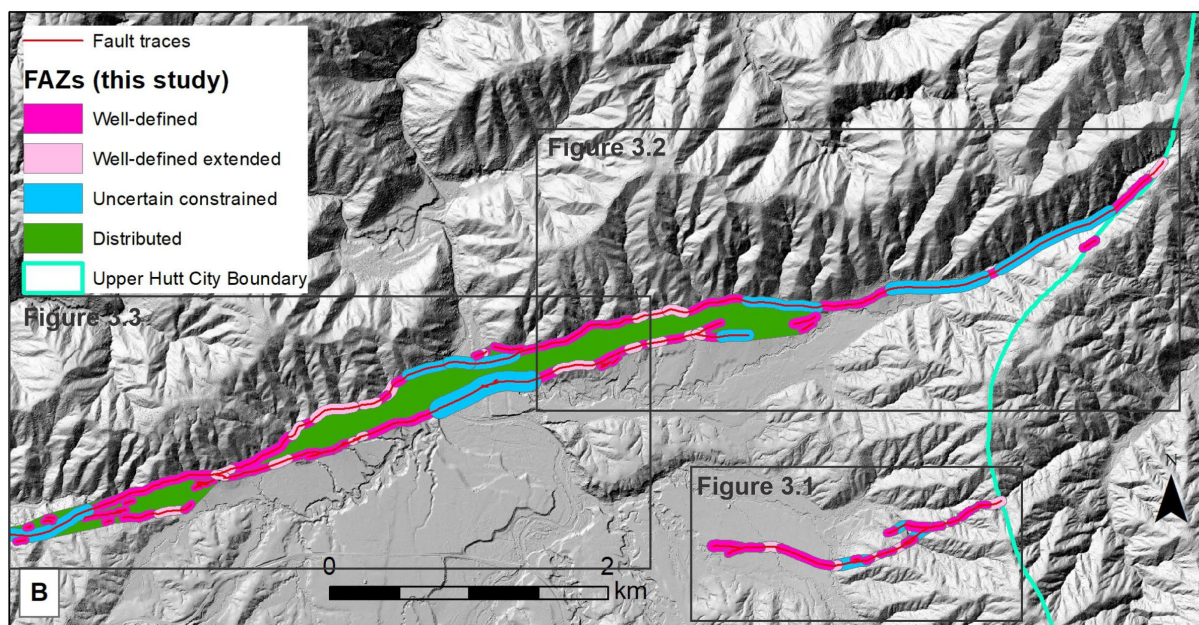 Fault traces
FAZs (this study)
Well-defined
Well-defined extended
Uncertain constrained
Distributed
Upper Hutt City Boundary
Figure 3.2
Figure 3.3
Figure 3.1
N
0 2
km
B